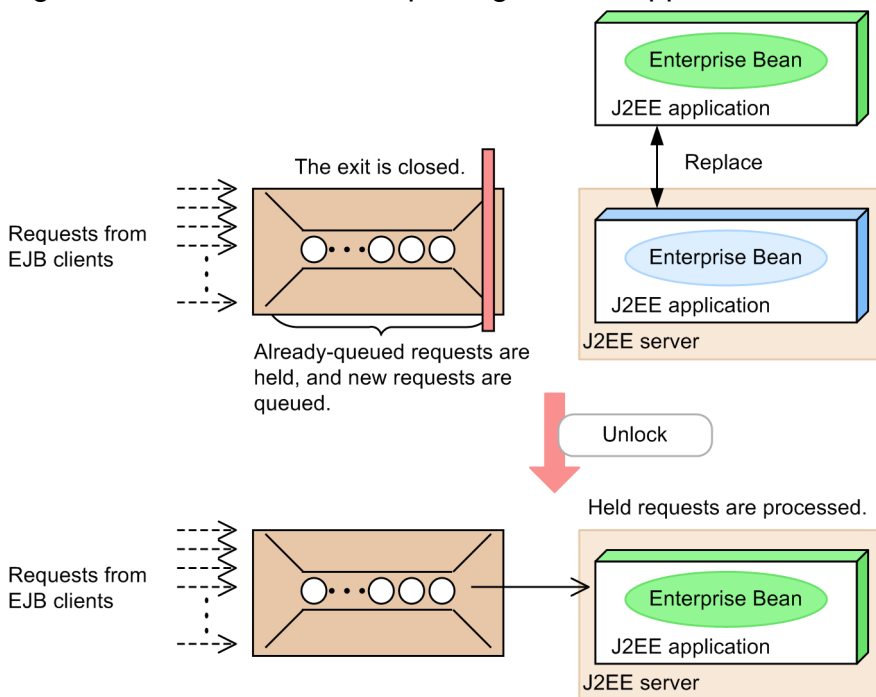 Enterprise Bean
J2EE application
The exit is closed.
Replace
Requests from
EJB clients
Enterprise Bean
J2EE application
J2EE server
Already-queued requests are
held, and new requests are
queued.
Unlock
Held requests are processed.
Requests from
EJB clients
Enterprise Bean
J2EE application
J2EE server